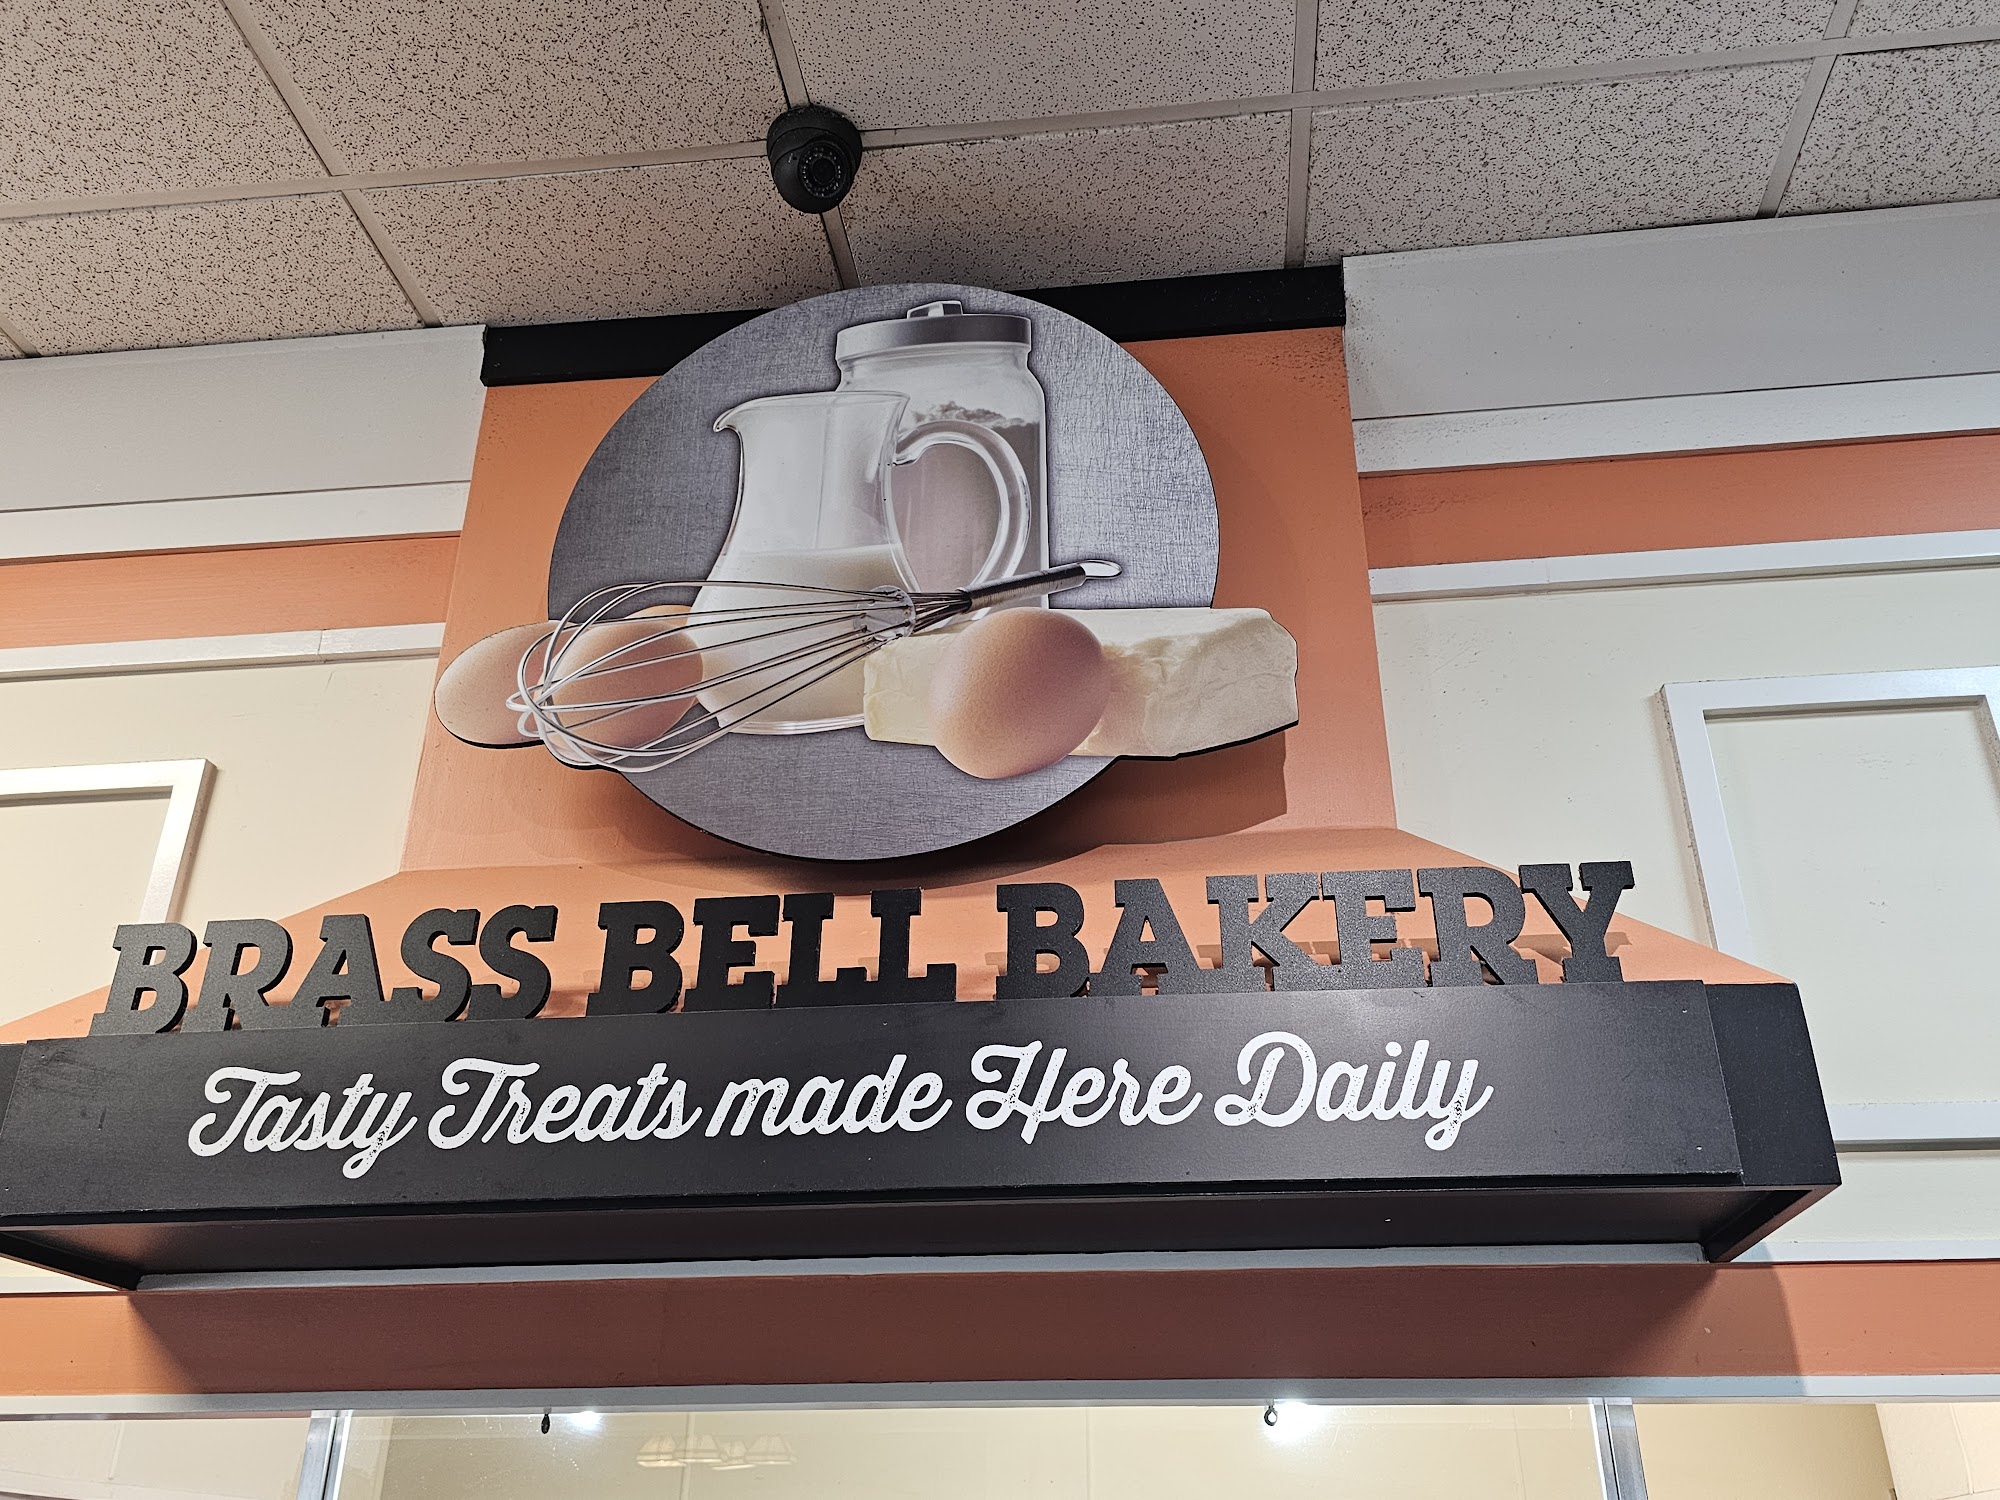 BRASS BELL BAKERY
Tasty Treats made Here Daily